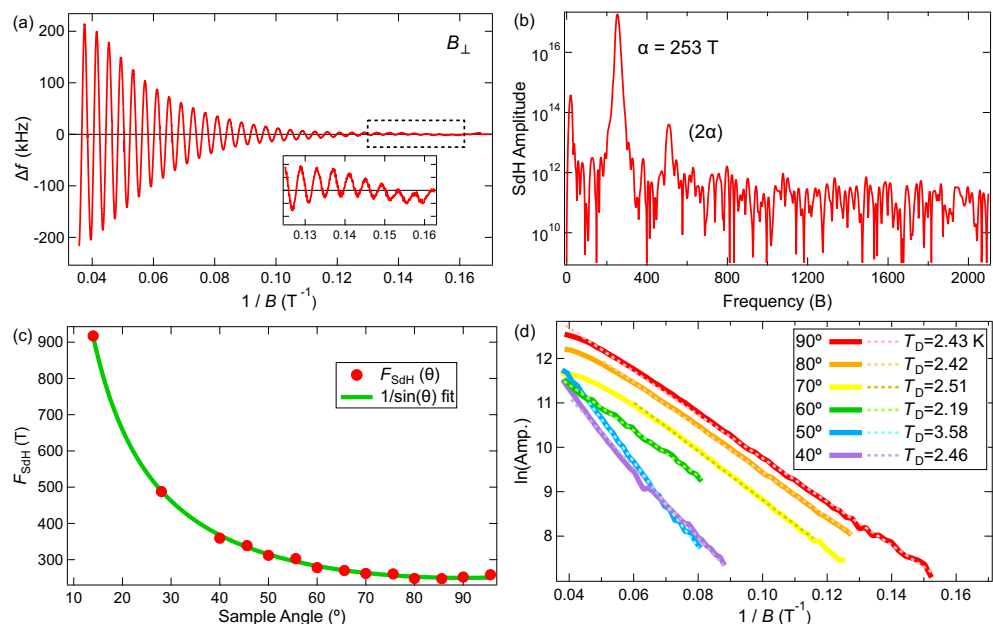 (a)
B⊥
Δf (kHz)
200
100
0
-100
-200
0.13 0.14 0.15 0.16
0.04 0.06 0.08 0.10 0.12 0.14 0.16
1 / B (T⁻¹)
(b)
α = 253 T
(2α)
SdH Amplitude
10¹⁶
10¹⁴
10¹²
10¹⁰
0 400 800 1200 1600 2000
Frequency (B)
(c)
F_SdH (θ)
1/sin(θ) fit
F_SdH (T)
900
800
700
600
500
400
300
10 20 30 40 50 60 70 80 90
Sample Angle (º)
(d)
90º T_D=2.43 K
80º T_D=2.42
70º T_D=2.51
60º T_D=2.19
50º T_D=3.58
40º T_D=2.46
ln(Amp.)
12
11
10
9
8
0.04 0.06 0.08 0.10 0.12 0.14 0.16
1 / B (T⁻¹)